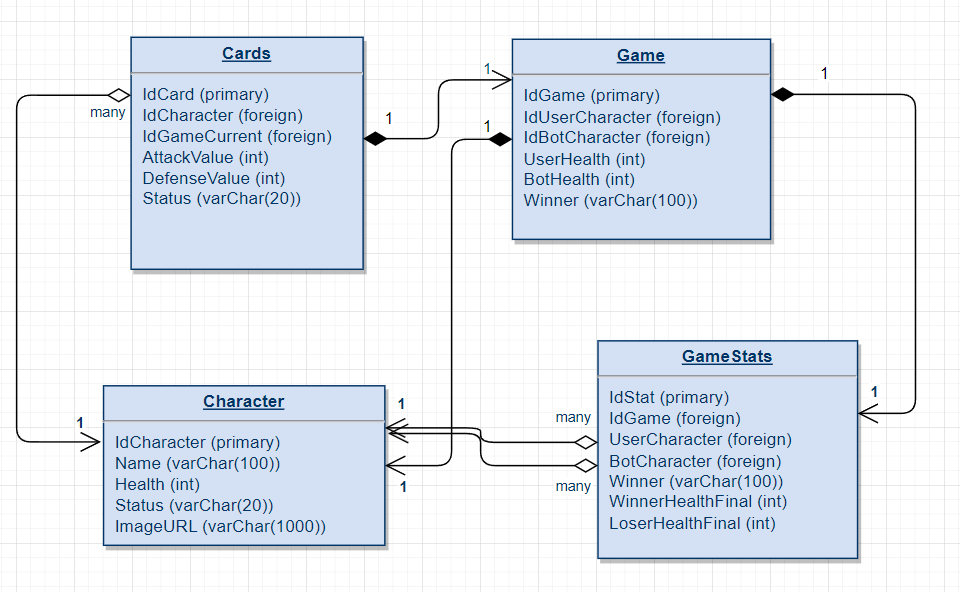 Cards
IdCard (primary)
IdCharacter (foreign)
IdGameCurrent (foreign)
AttackValue (int)
DefenseValue (int)
Status (varChar(20))
many
1
1
1
Game
IdGame (primary)
IdUserCharacter (foreign)
IdBotCharacter (foreign)
UserHealth (int)
BotHealth (int)
Winner (varChar(100))
1
Character
IdCharacter (primary)
Name (varChar(100))
Health (int)
Status (varChar(20))
ImageURL (varChar(1000))
1
1
1
many
many
GameStats
IdStat (primary)
IdGame (foreign)
UserCharacter (foreign)
BotCharacter (foreign)
Winner (varChar(100))
WinnerHealthFinal (int)
LoserHealthFinal (int)
1